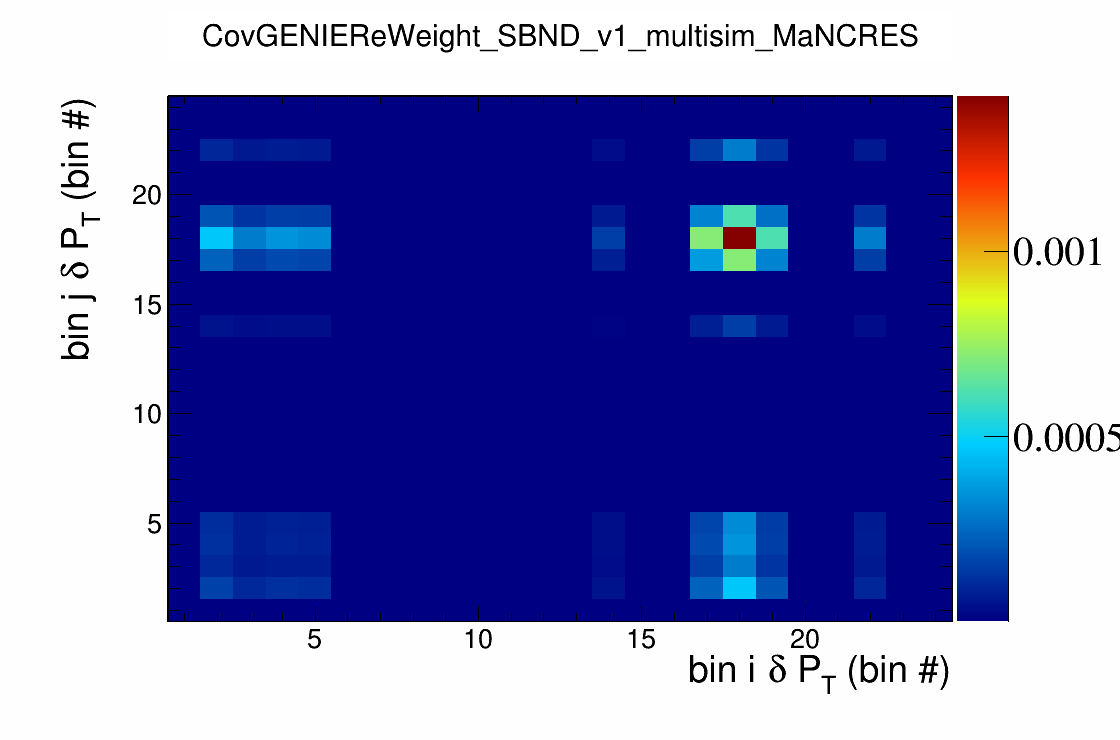 CovGENIEReWeight_SBND_v1_multisim_MaNCRES
bin j δ P_T (bin #)
20
15
10
5
0.001
0.0005
5 10 15 20
bin i δ P_T (bin #)